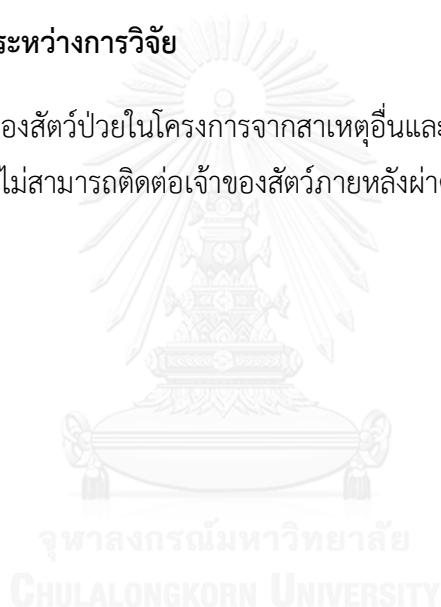 ระหว่างการวิจัย
องสัตว์ป่วยในโครงการจากสาเหตุอื่นและ
ไม่สามารถติดต่อเจ้าของสัตว์ภายหลังผ่า
จุฬาลงกรณ์มหาวิทยาลัย
CHULALONGKORN UNIVERSITY